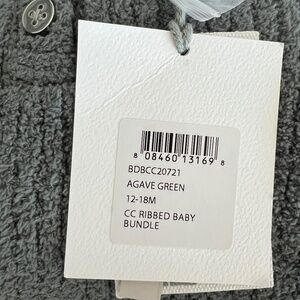 8 08460 13169 8
BDBCC20721
AGAVE GREEN
12-18M
CC RIBBED BABY
BUNDLE